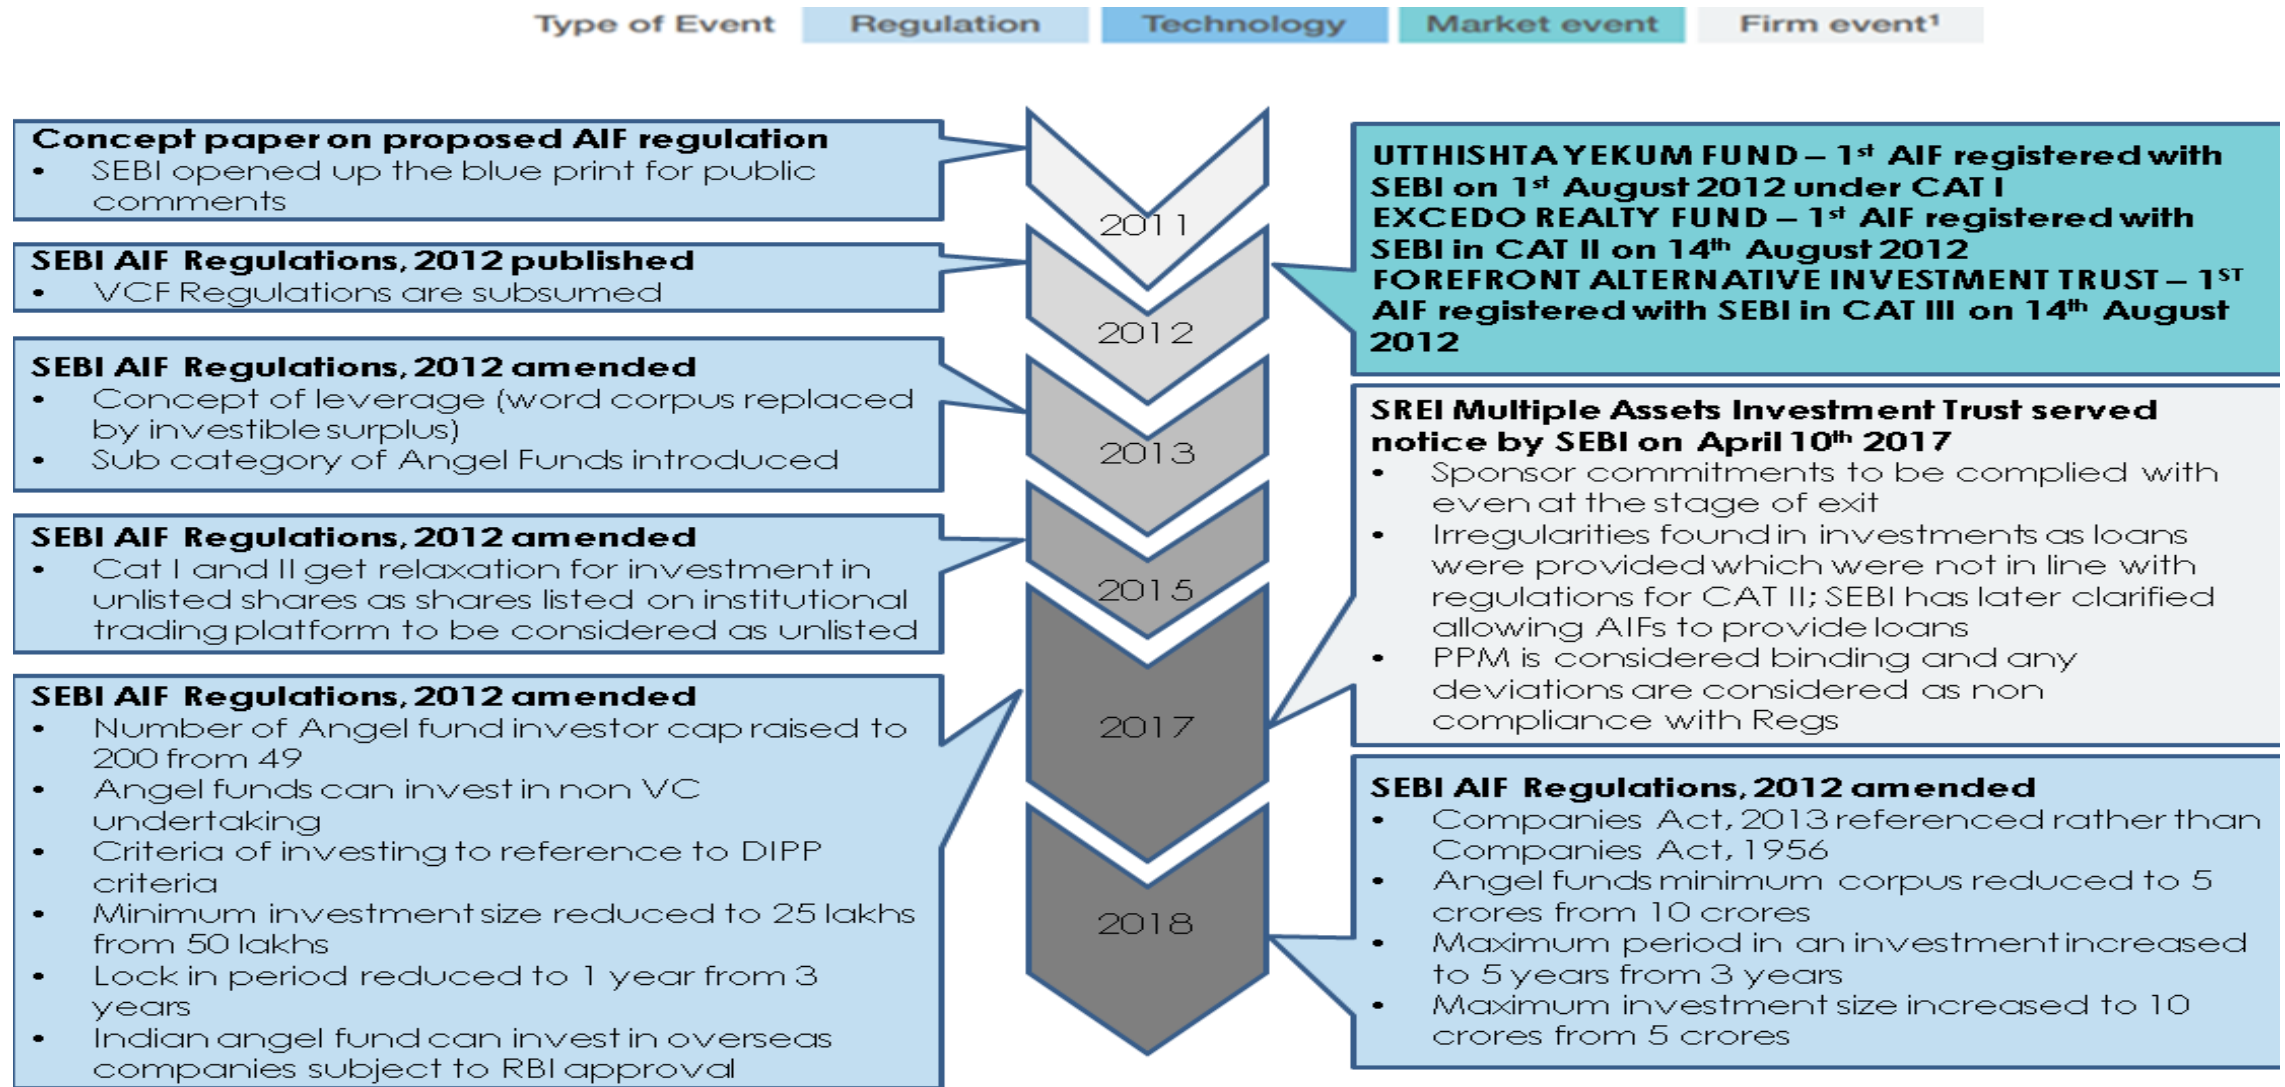 Type of Event Regulation Technology Market event Firm event¹
Concept paper on proposed AIF regulation
• SEBI opened up the blue print for public
comments
SEBI AIF Regulations, 2012 published
• VCF Regulations are subsumed
SEBI AIF Regulations, 2012 amended
• Concept of leverage (word corpus replaced
by investible surplus)
• Sub category of Angel Funds introduced
SEBI AIF Regulations, 2012 amended
• Cat I and II get relaxation for investment in
unlisted shares as shares listed on institutional
trading platform to be considered as unlisted
SEBI AIF Regulations, 2012 amended
• Number of Angel fund investor cap raised to
200 from 49
• Angel funds can invest in non VC
undertaking
• Criteria of investing to reference to DIPP
criteria
• Minimum investment size reduced to 25 lakhs
from 50 lakhs
• Lock in period reduced to 1 year from 3
years
• Indian angel fund can invest in overseas
companies subject to RBI approval
2011
2012
2013
2015
2017
2018
UTTHISHTA YEKUM FUND – 1st AIF registered with
SEBI on 1st August 2012 under CAT I
EXCEDO REALTY FUND – 1st AIF registered with
SEBI in CAT II on 14th August 2012
FOREFRONT ALTERNATIVE INVESTMENT TRUST – 1ST
AIF registered with SEBI in CAT III on 14th August
2012
SREI Multiple Assets Investment Trust served
notice by SEBI on April 10th 2017
• Sponsor commitments to be complied with
even at the stage of exit
• Irregularities found in investments as loans
were provided which were not in line with
regulations for CAT II; SEBI has later clarified
allowing AIFs to provide loans
• PPM is considered binding and any
deviations are considered as non
compliance with Regs
SEBI AIF Regulations, 2012 amended
• Companies Act, 2013 referenced rather than
Companies Act, 1956
• Angel funds minimum corpus reduced to 5
crores from 10 crores
• Maximum period in an investment increased
to 5 years from 3 years
• Maximum investment size increased to 10
crores from 5 crores